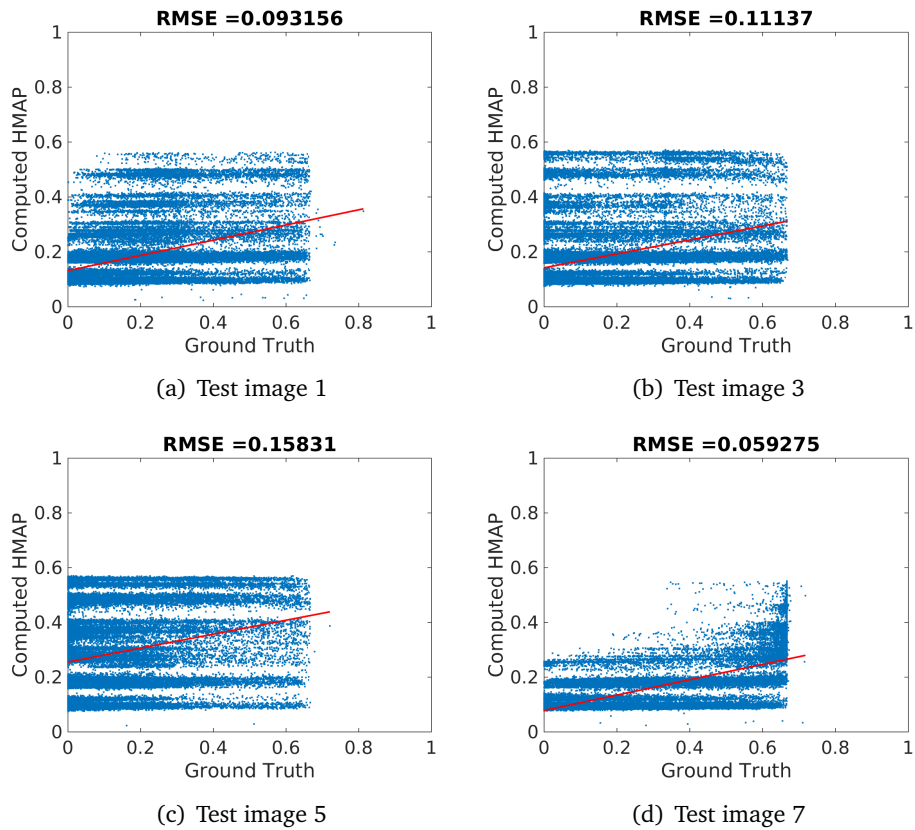 RMSE =0.093156
1
0.8
0.6
0.4
0.2
0
Computed HMAP
0 0.2 0.4 0.6 0.8 1
Ground Truth
(a) Test image 1
RMSE =0.11137
1
0.8
0.6
0.4
0.2
0
Computed HMAP
0 0.2 0.4 0.6 0.8 1
Ground Truth
(b) Test image 3
RMSE =0.15831
1
0.8
0.6
0.4
0.2
0
Computed HMAP
0 0.2 0.4 0.6 0.8 1
Ground Truth
(c) Test image 5
RMSE =0.059275
1
0.8
0.6
0.4
0.2
0
Computed HMAP
0 0.2 0.4 0.6 0.8 1
Ground Truth
(d) Test image 7